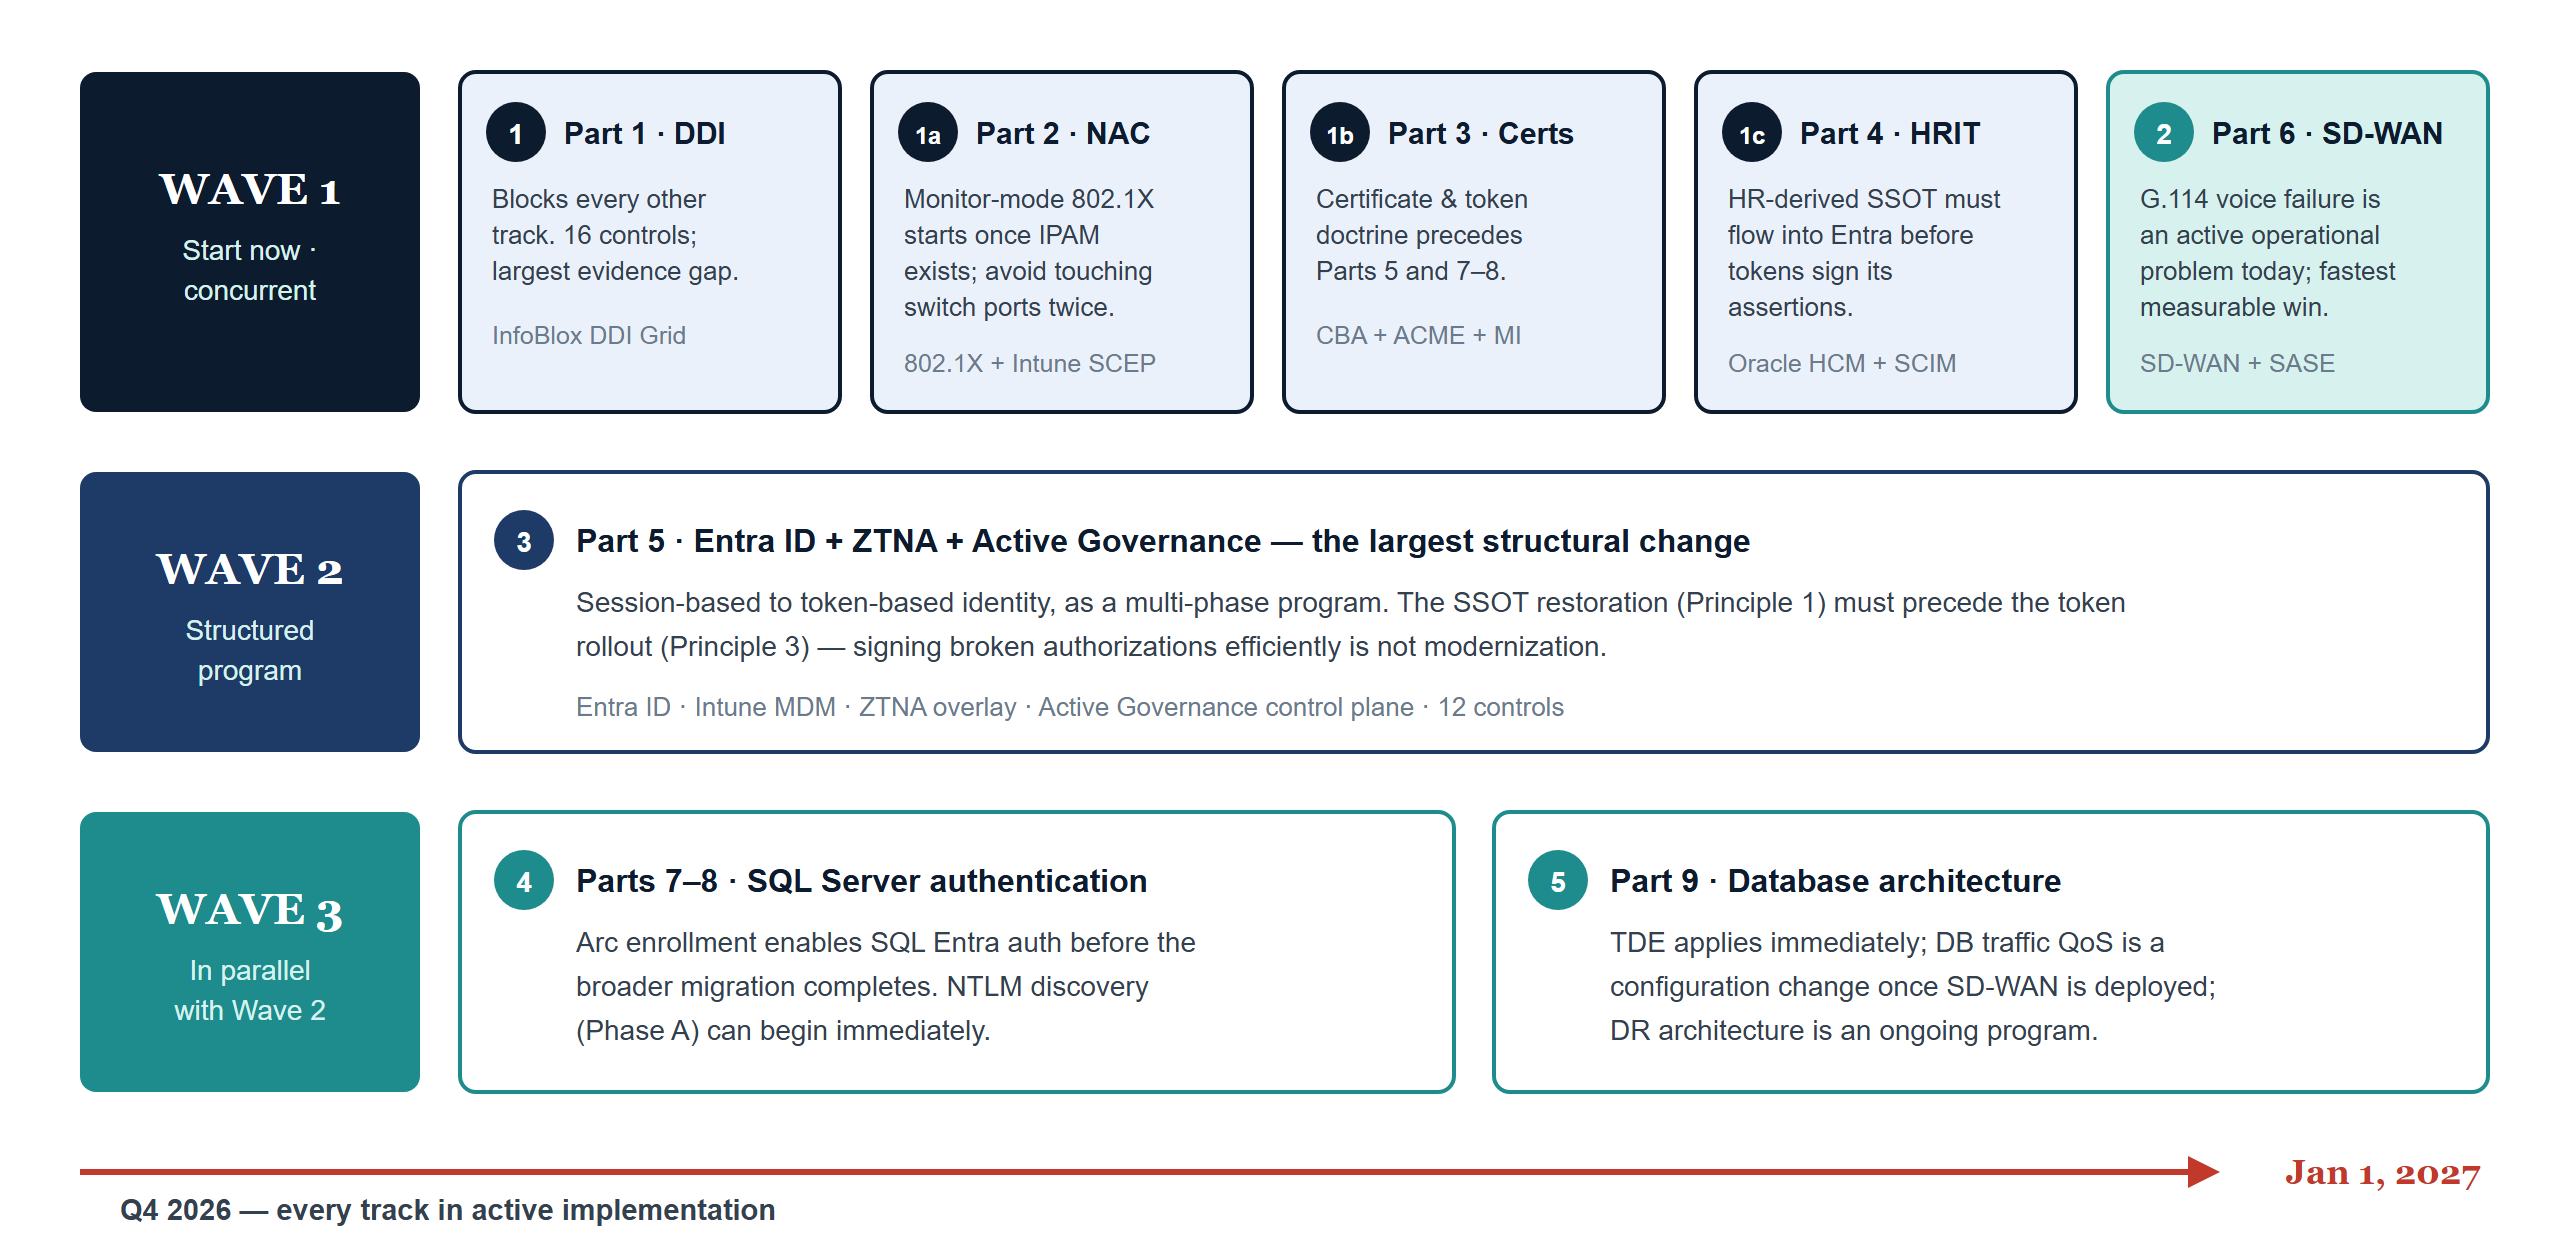 WAVE 1
Start now ·
concurrent
1
Part 1 · DDI
Blocks every other
track. 16 controls;
largest evidence gap.
InfoBlox DDI Grid
1a
Part 2 · NAC
Monitor-mode 802.1X
starts once IPAM
exists; avoid touching
switch ports twice.
802.1X + Intune SCEP
1b
Part 3 · Certs
Certificate & token
doctrine precedes
Parts 5 and 7–8.
CBA + ACME + MI
1c
Part 4 · HRIT
HR-derived SSOT must
flow into Entra before
tokens sign its
assertions.
Oracle HCM + SCIM
2
Part 6 · SD-WAN
G.114 voice failure is
an active operational
problem today; fastest
measurable win.
SD-WAN + SASE
WAVE 2
Structured
program
3
Part 5 · Entra ID + ZTNA + Active Governance — the largest structural change
Session-based to token-based identity, as a multi-phase program. The SSOT restoration (Principle 1) must precede the token
rollout (Principle 3) — signing broken authorizations efficiently is not modernization.
Entra ID · Intune MDM · ZTNA overlay · Active Governance control plane · 12 controls
WAVE 3
In parallel
with Wave 2
4
Parts 7–8 · SQL Server authentication
Arc enrollment enables SQL Entra auth before the
broader migration completes. NTLM discovery
(Phase A) can begin immediately.
5
Part 9 · Database architecture
TDE applies immediately; DB traffic QoS is a
configuration change once SD-WAN is deployed;
DR architecture is an ongoing program.
Jan 1, 2027
Q4 2026 — every track in active implementation